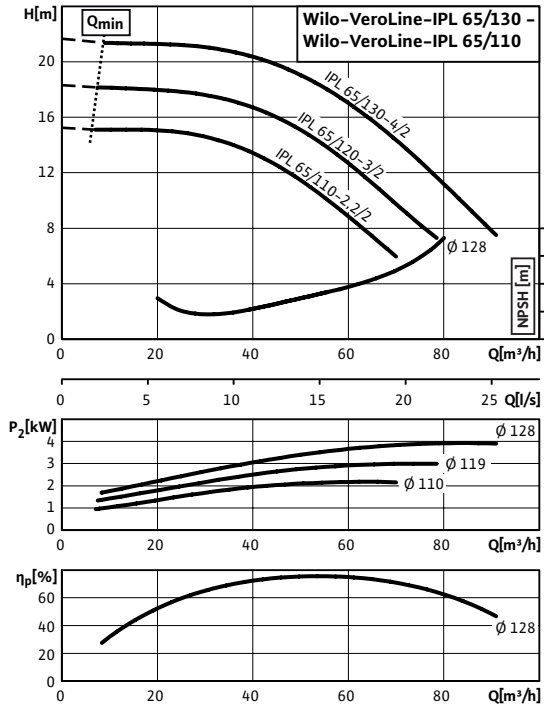 H[m]
Qmin
Wilo-VeroLine-IPL 65/130 –
Wilo-VeroLine-IPL 65/110
20
16
12
8
4
0
IPL 65/130-4/2
IPL 65/120-3/2
IPL 65/110-2,2/2
Ø 128
NPSH [m]
0 20 40 60 80 Q[m³/h]
0 5 10 15 20 25 Q[l/s]
P₂[kW]
4
3
2
1
0
Ø 128
Ø 119
Ø 110
0 20 40 60 80 Q[m³/h]
ηp[%]
60
40
20
0
Ø 128
0 20 40 60 80 Q[m³/h]